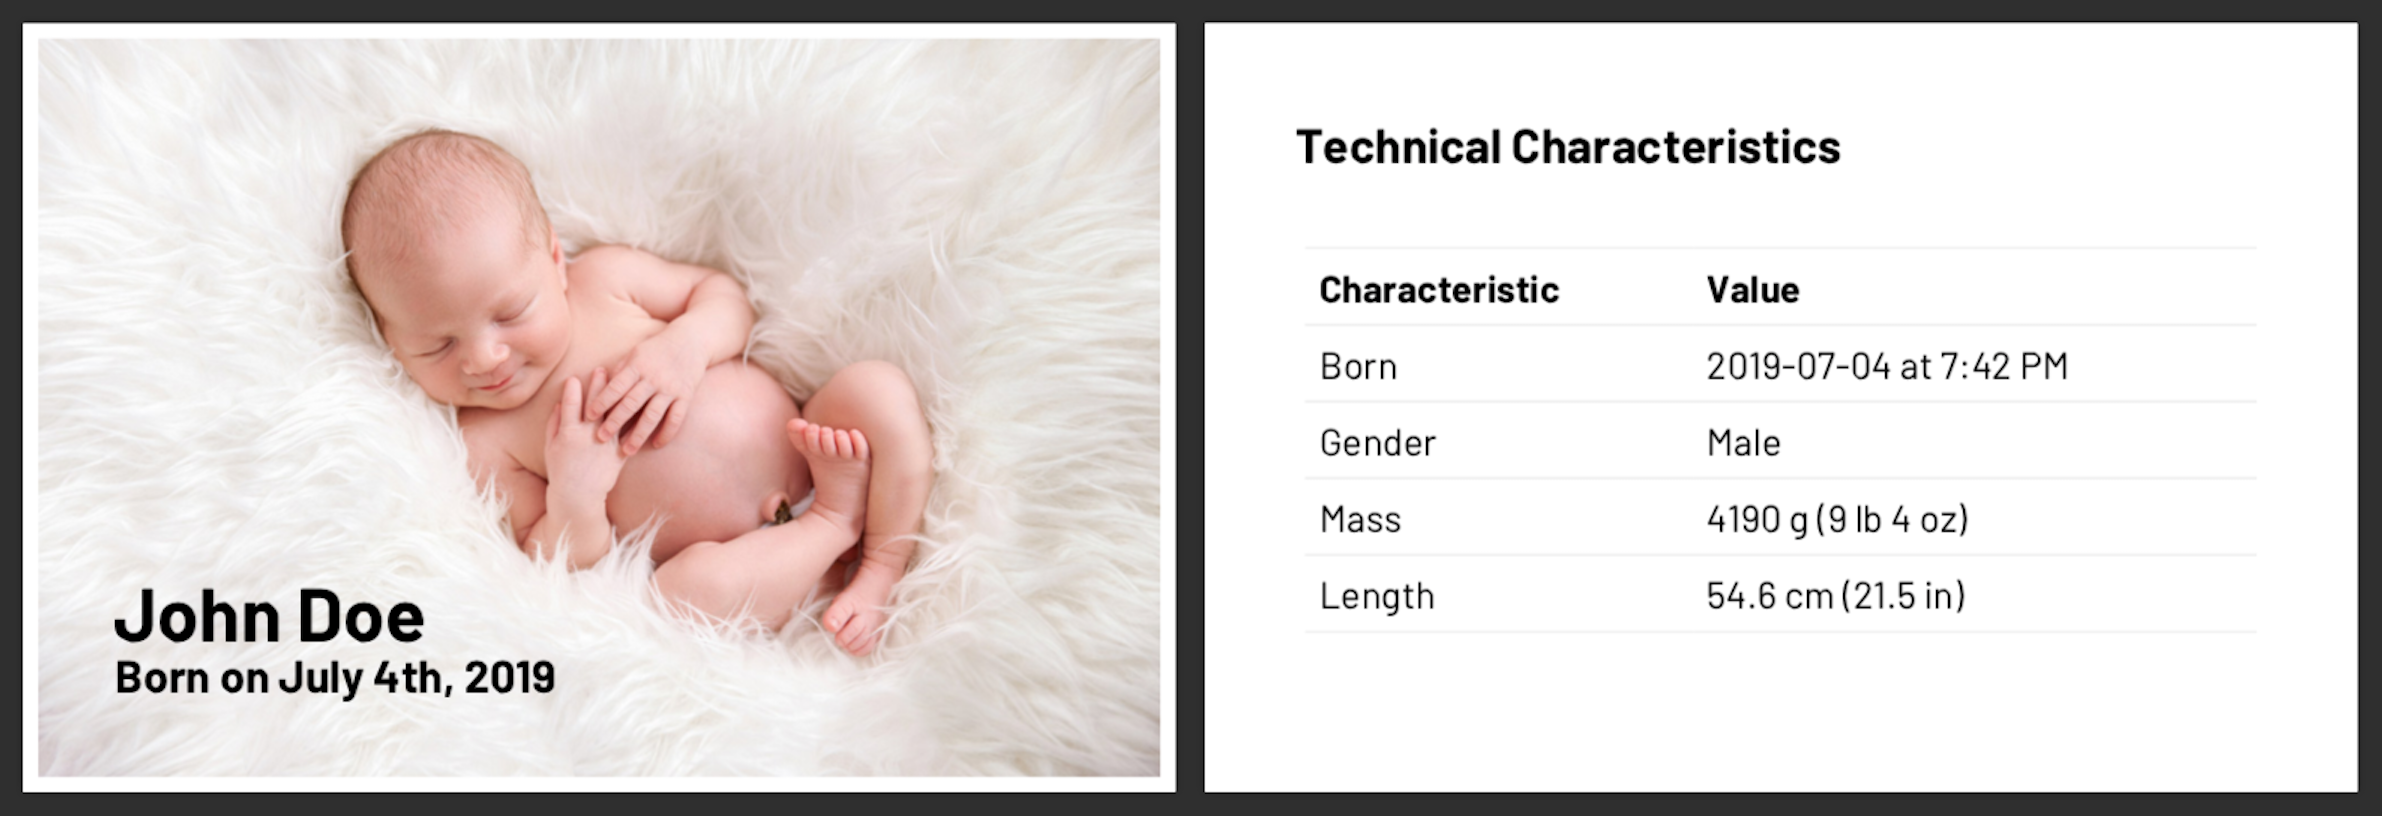 John Doe
Born on July 4th, 2019
Technical Characteristics
Characteristic Value
Born 2019-07-04 at 7:42 PM
Gender Male
Mass 4190 g (9 lb 4 oz)
Length 54.6 cm (21.5 in)